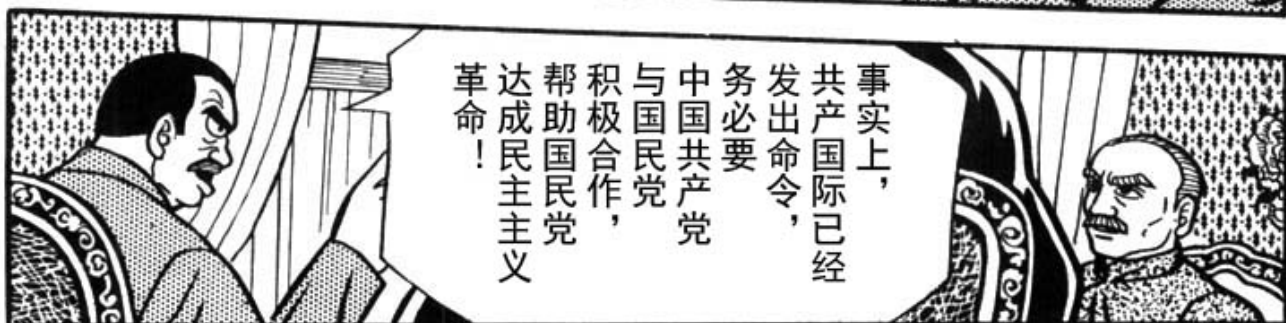 事实上，
共产国际已经
发出命令，
务必要
中国共产党
与国民党
积极合作，
帮助国民党
达成民主主义
革命！